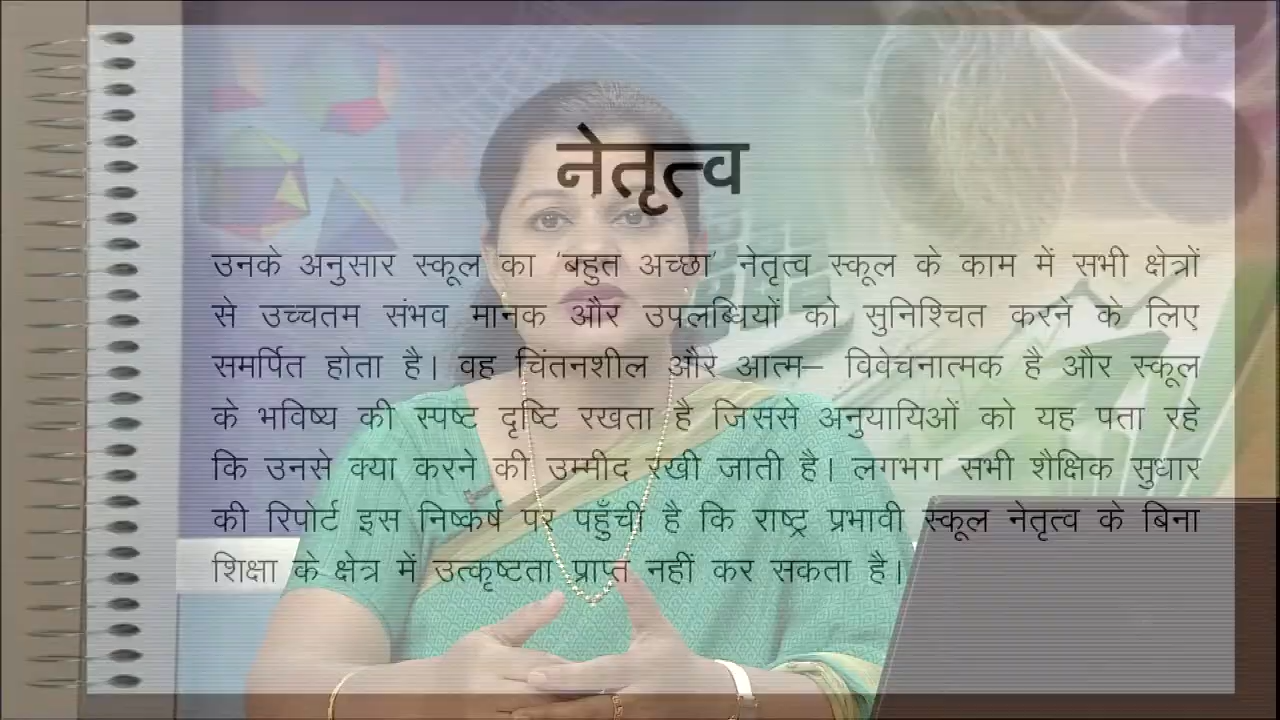 नेतृत्व
उनके अनुसार स्कूल का ‘बहुत अच्छा’ नेतृत्व स्कूल के काम में सभी क्षेत्रों
से उच्चतम संभव मानक और उपलब्धियों को सुनिश्चित करने के लिए
समर्पित होता है। वह चिंतनशील और आत्म– विवेचनात्मक है और स्कूल
के भविष्य की स्पष्ट दृष्टि रखता है जिससे अनुयायिओं को यह पता रहे
कि उनसे क्या करने की उम्मीद रखी जाती है। लगभग सभी शैक्षिक सुधार
की रिपोर्ट इस निष्कर्ष पर पहुँची है कि राष्ट्र प्रभावी स्कूल नेतृत्व के बिना
शिक्षा के क्षेत्र में उत्कृष्टता प्राप्त नहीं कर सकता है।